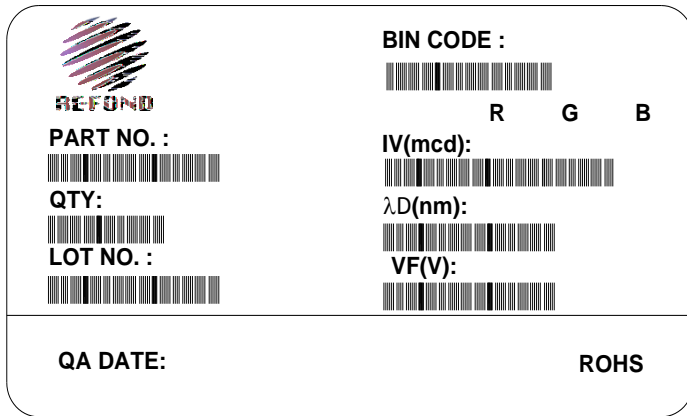 REFOND
PART NO. :
QTY:
LOT NO. :
BIN CODE :
R G B
IV(mcd):
λD(nm):
VF(V):
QA DATE:
ROHS